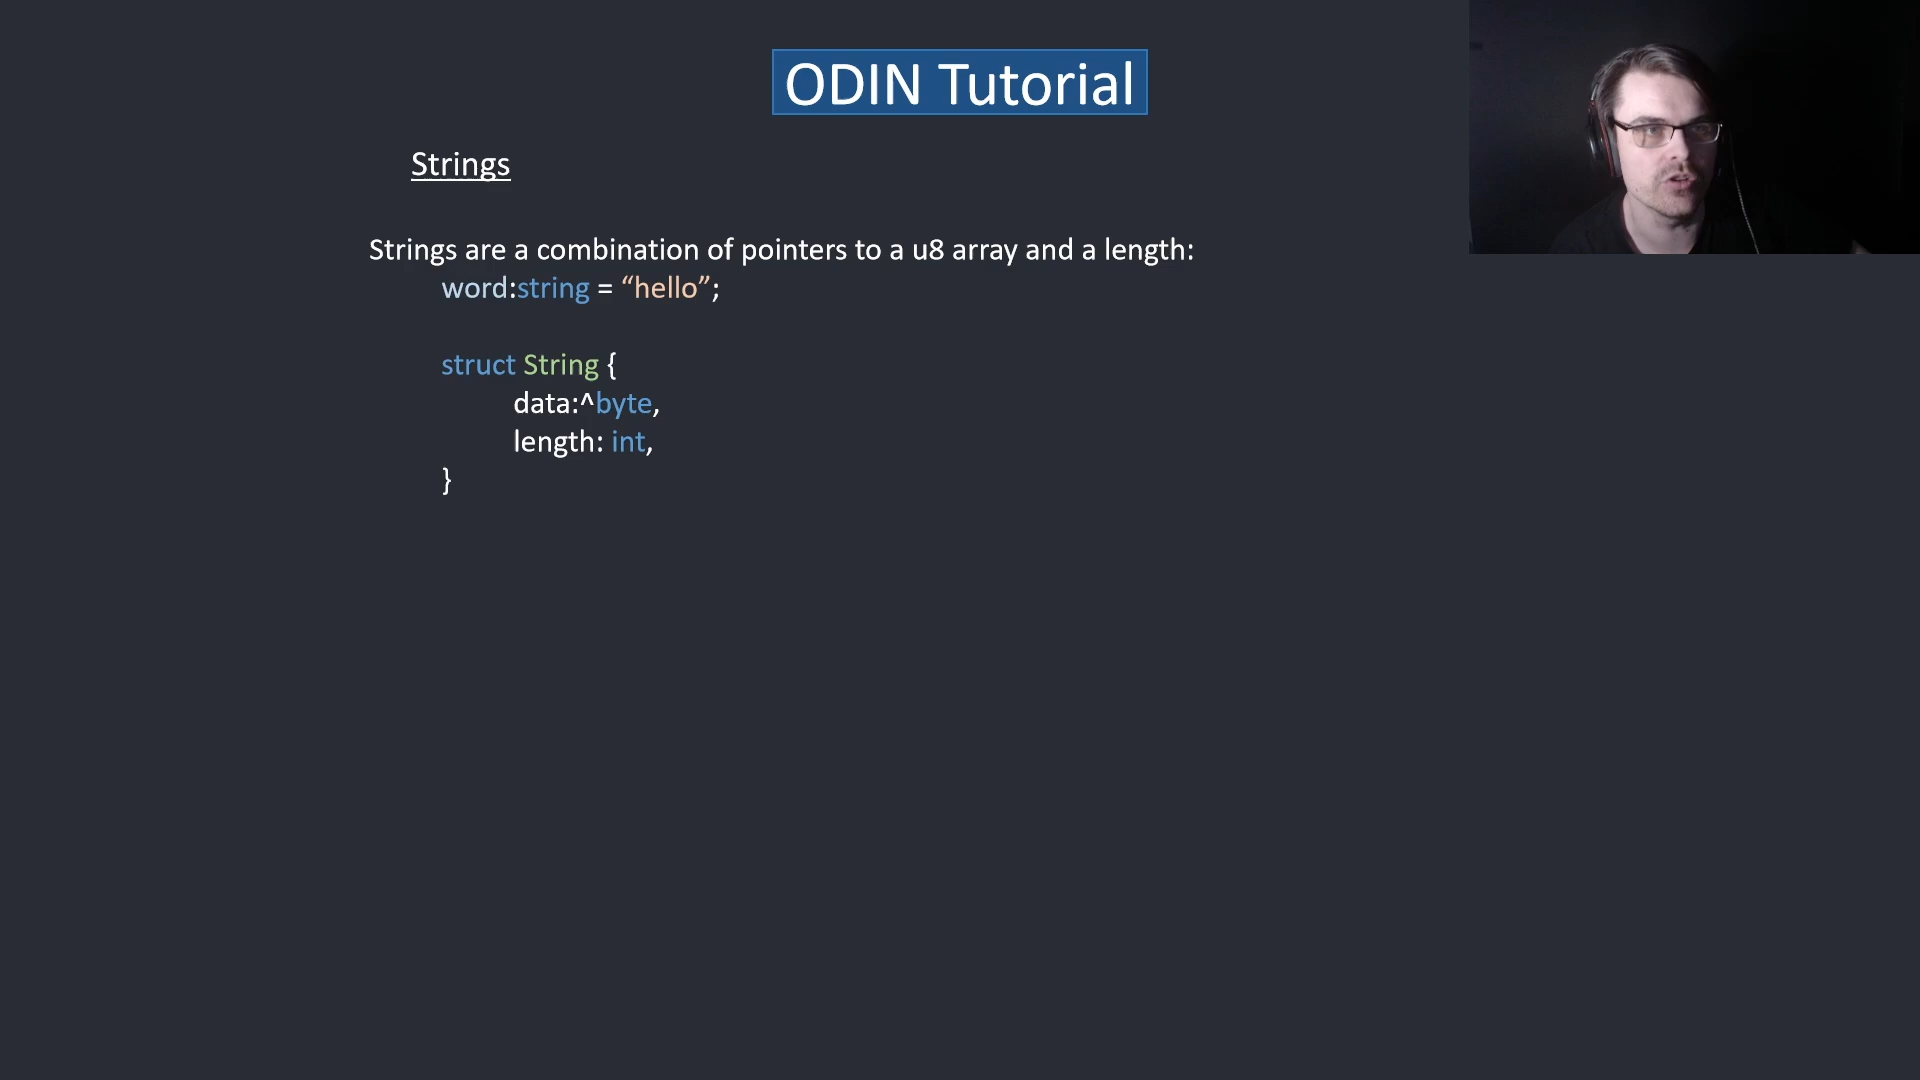 ODIN Tutorial
Strings
Strings are a combination of pointers to a u8 array and a length:
word:string = “hello”;
struct String {
data:^byte,
length: int,
}